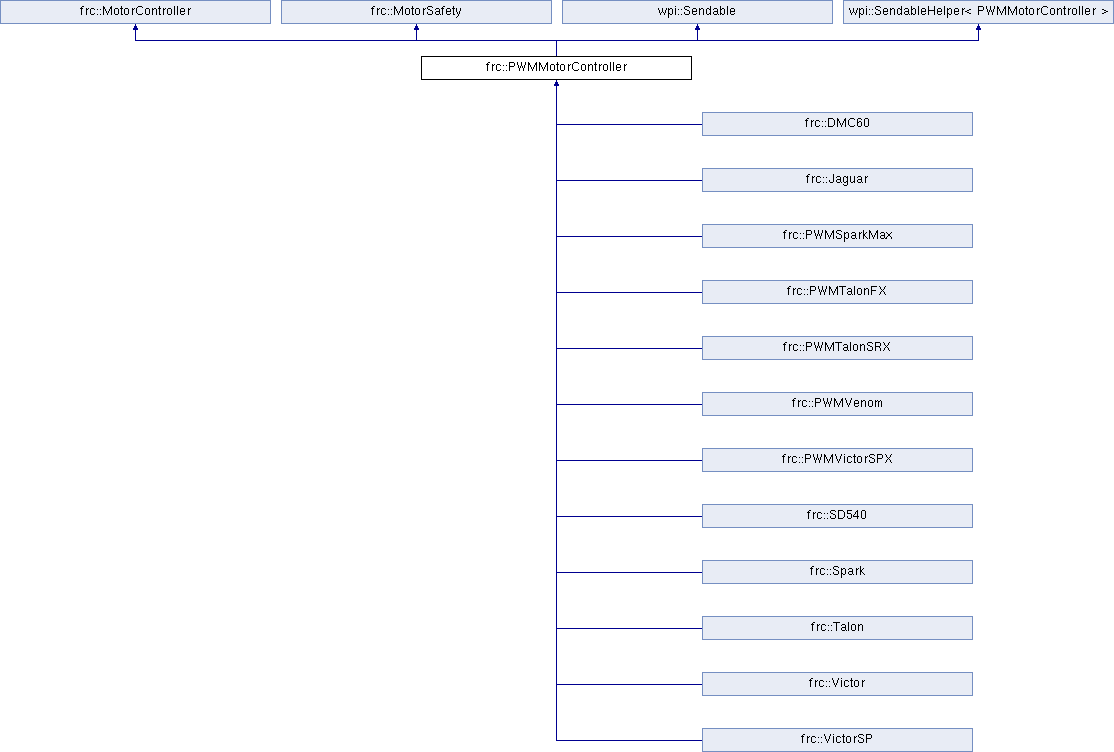 frc::MotorController
frc::MotorSafety
wpi::Sendable
wpi::SendableHelper< PWMMotorController >
frc::PWMMotorController
frc::DMC60
frc::Jaguar
frc::PWMSparkMax
frc::PWMTalonFX
frc::PWMTalonSRX
frc::PWMVenom
frc::PWMVictorSPX
frc::SD540
frc::Spark
frc::Talon
frc::Victor
frc::VictorSP